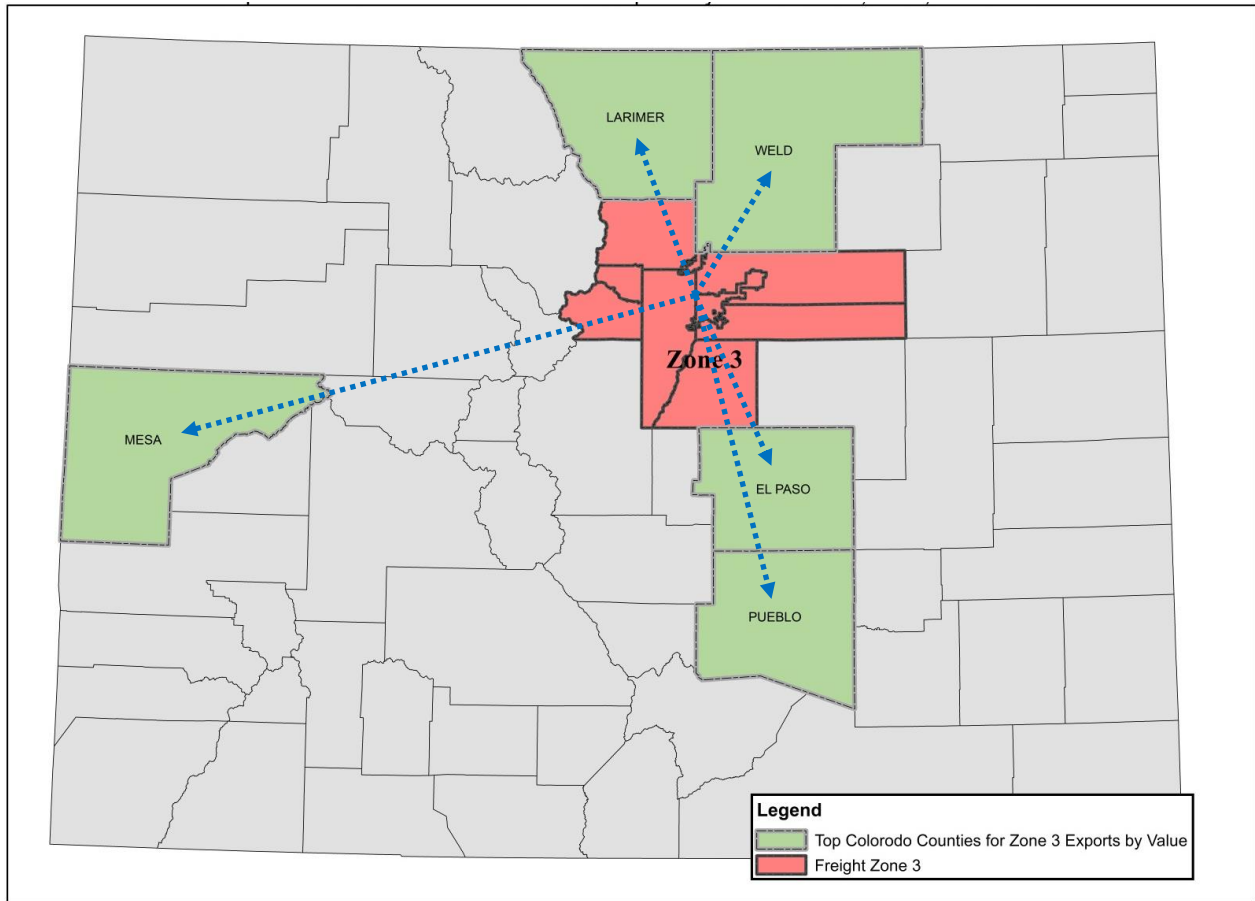 LARIMER
WELD
Zone 3
MESA
EL PASO
PUEBLO
Legend
Top Colorodo Counties for Zone 3 Exports by Value
Freight Zone 3